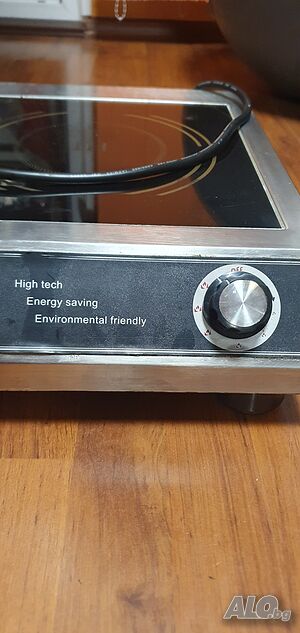 OFF
High tech
Energy saving
Environmental friendly
ALO.bg